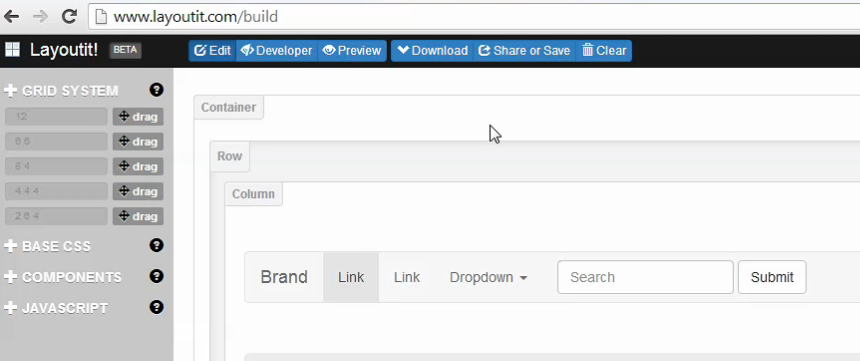 www.layoutit.com/build
Layoutit! BETA Edit Developer Preview Download Share or Save Clear
GRID SYSTEM ?
12 drag
6 6 drag
8 4 drag
4 4 4 drag
2 6 4 drag
BASE CSS ?
COMPONENTS ?
JAVASCRIPT ?
Container
Row
Column
Brand Link Link Dropdown Search Submit